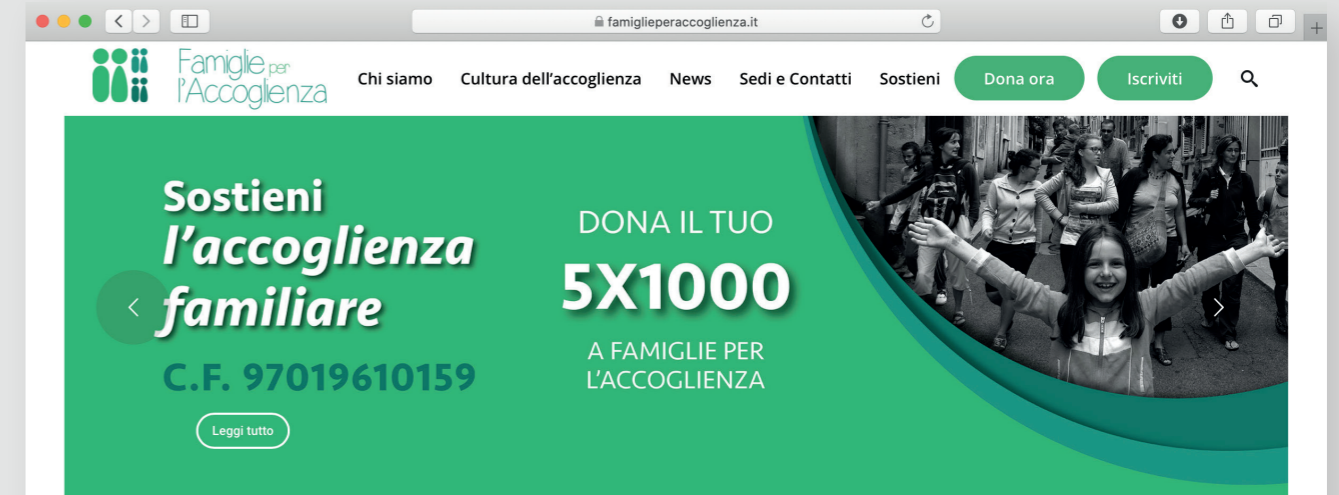 famiglieperaccoglienza.it
Famiglie per
l'Accoglienza
Chi siamo Cultura dell'accoglienza News Sedi e Contatti Sostieni Dona ora Iscriviti
Sostieni
l'accoglienza
familiare
C.F. 97019610159
Leggi tutto
DONA IL TUO
5X1000
A FAMIGLIE PER
L'ACCOGLIENZA